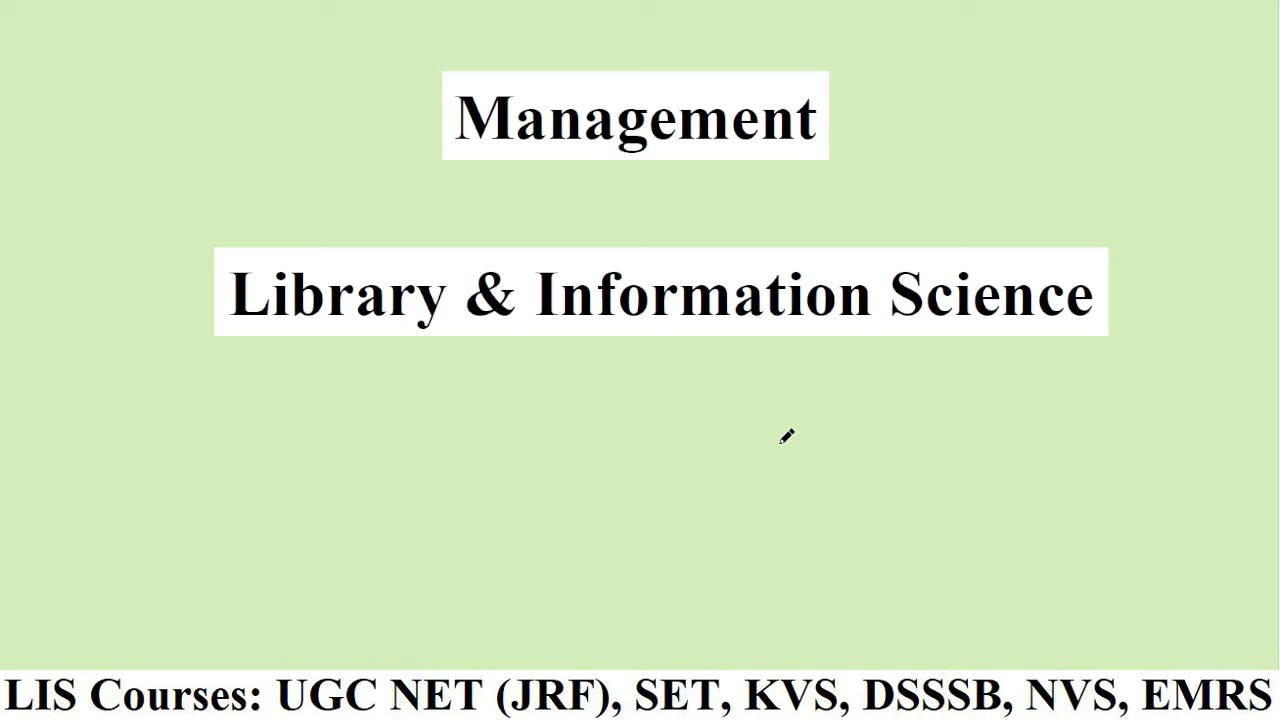 Management
Library & Information Science
LIS Courses: UGC NET (JRF), SET, KVS, DSSSB, NVS, EMRS